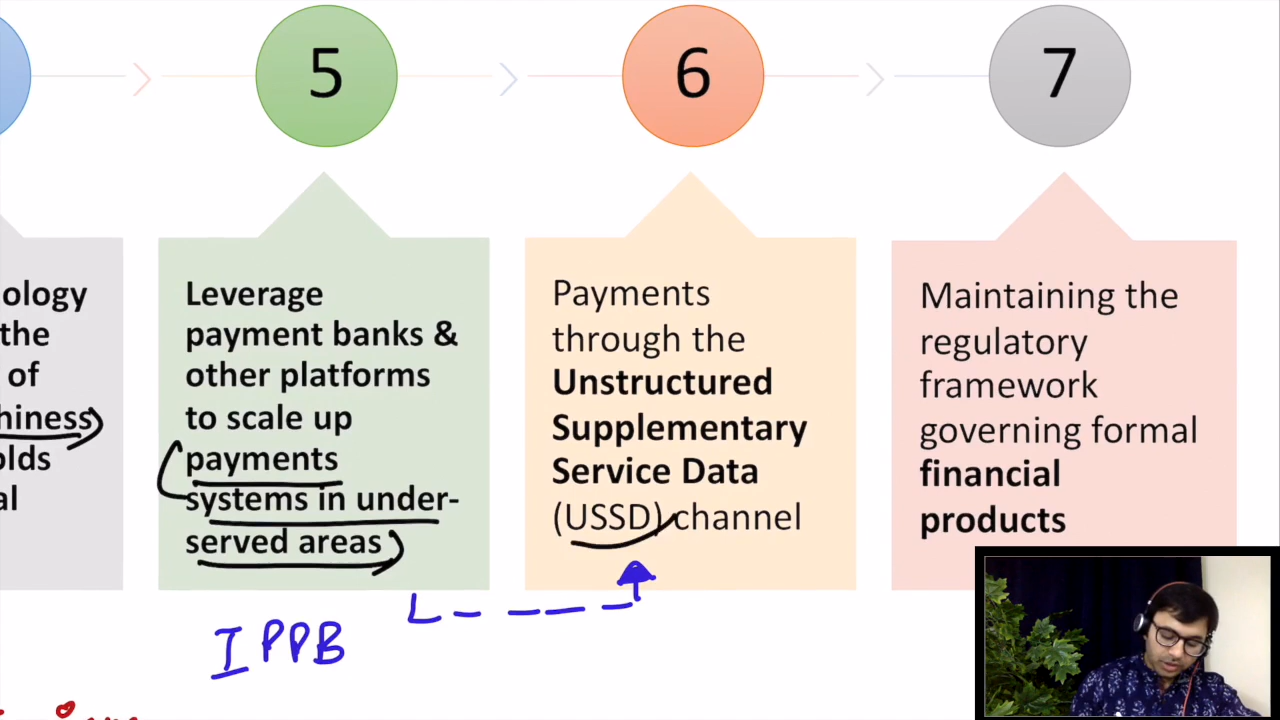 5
6
7
ology
the
of
hiness
olds
al
Leverage
payment banks &
other platforms
to scale up
payments
systems in under-
served areas
Payments
through the
Unstructured
Supplementary
Service Data
(USSD) channel
Maintaining the
regulatory
framework
governing formal
financial
products
IPPB